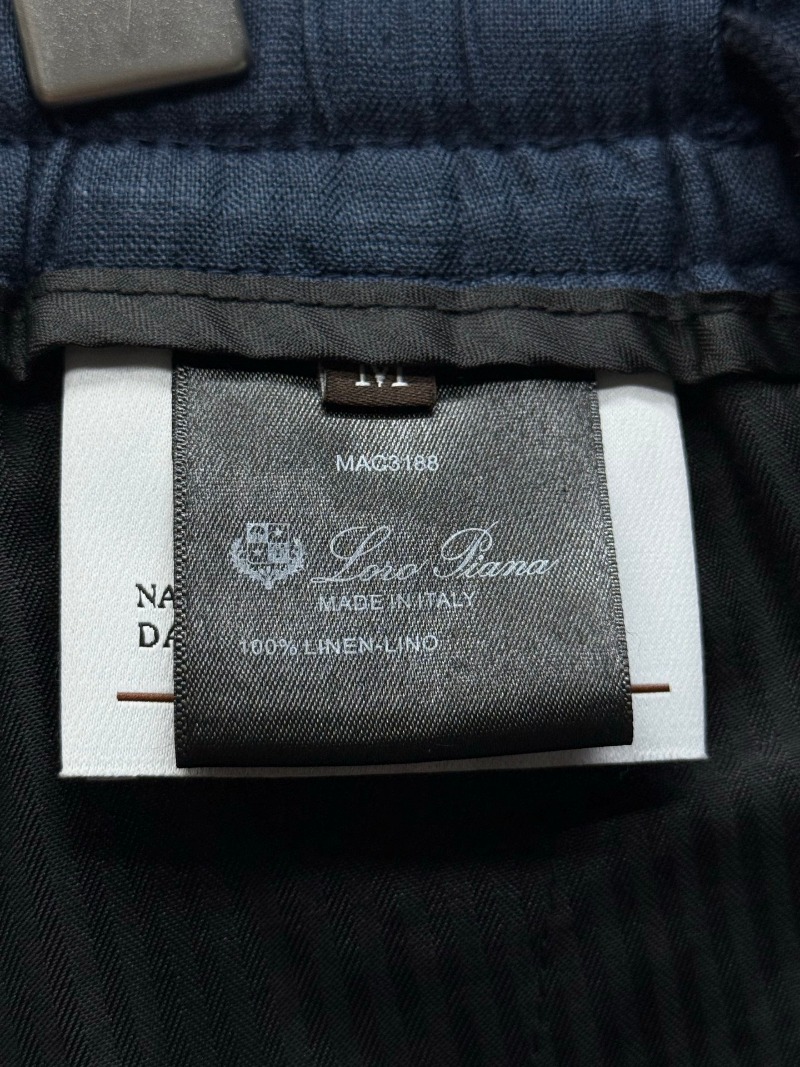 M
MAC3188
Loro Piana
MADE IN ITALY
100% LINEN-LINO
NA
DA